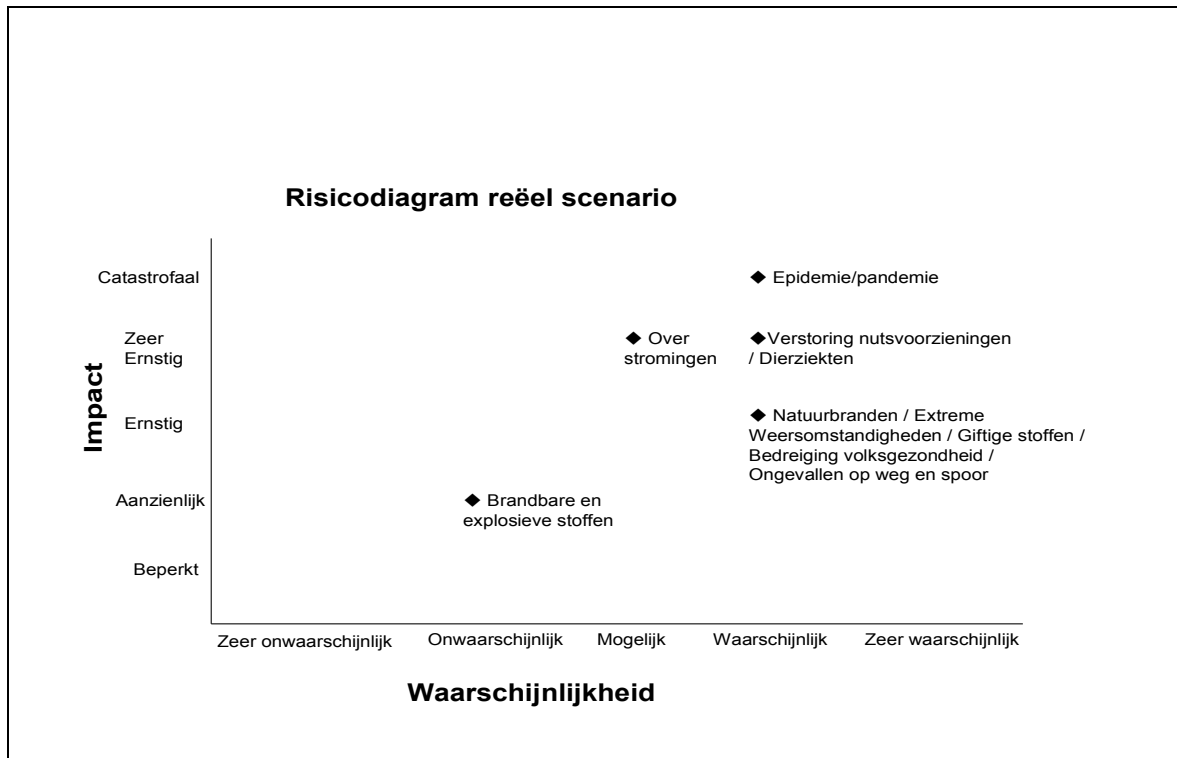 Risicodiagram reëel scenario
Catastrofaal
◆ Epidemie/pandemie
Zeer
Ernstig
◆ Over
stromingen
◆Verstoring nutsvoorzieningen
/ Dierziekten
Impact
Ernstig
◆ Natuurbranden / Extreme
Weersomstandigheden / Giftige stoffen /
Bedreiging volksgezondheid /
Ongevallen op weg en spoor
Aanzienlijk
◆ Brandbare en
explosieve stoffen
Beperkt
Zeer onwaarschijnlijk
Onwaarschijnlijk
Mogelijk
Waarschijnlijk
Zeer waarschijnlijk
Waarschijnlijkheid